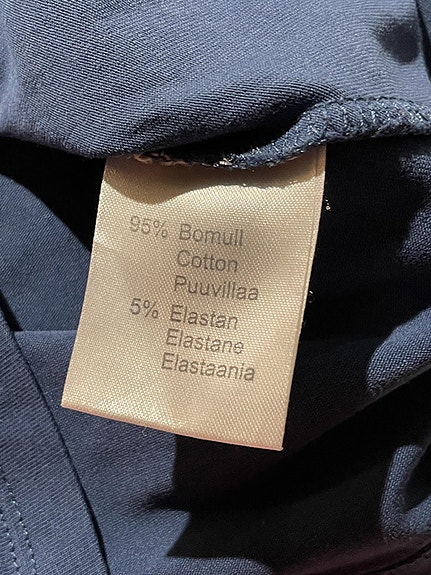 95% Bomull
Cotton
Puuvillaa
5% Elastan
Elastane
Elastaania